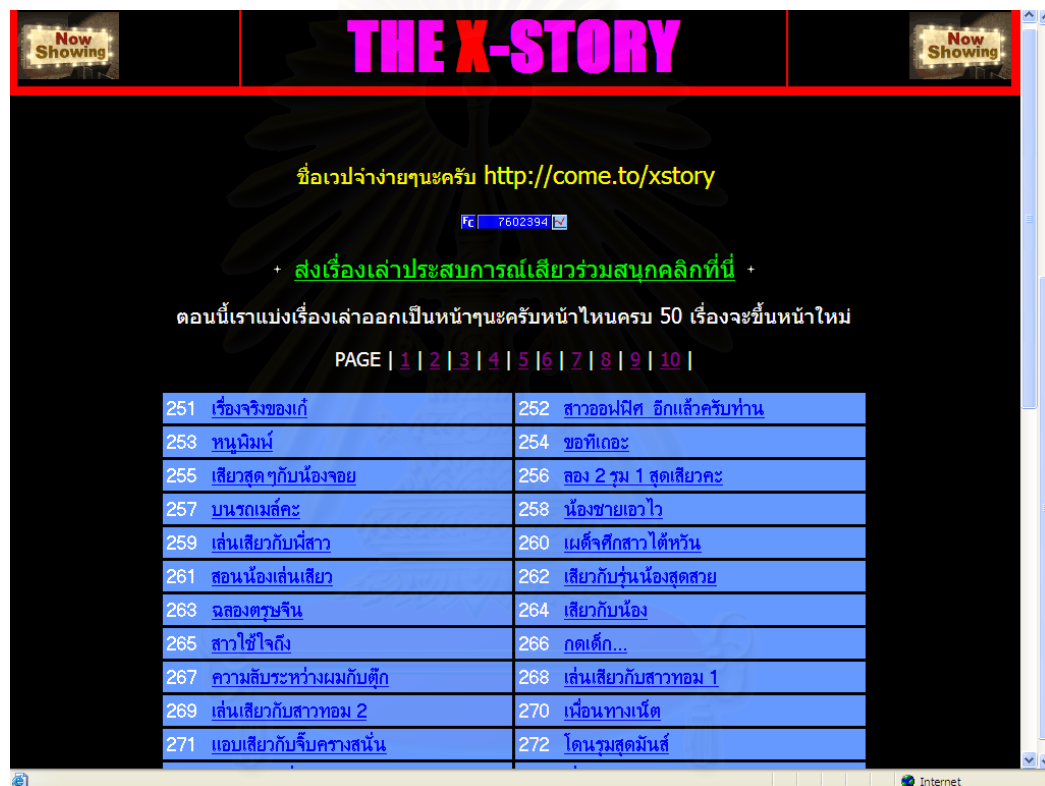 Now Showing
THE X-STORY
Now Showing
ชื่อเวปจำง่ายๆนะครับ http://come.to/xstory
FC 7602394
+ ส่งเรื่องเล่าประสบการณ์เสียวร่วมสนุกคลิกที่นี่ +
ตอนนี้เราแบ่งเรื่องเล่าออกเป็นหน้าๆนะครับหน้าไหนครบ 50 เรื่องจะขึ้นหน้าใหม่
PAGE | 1 | 2 | 3 | 4 | 5 |6 | 7 | 8 | 9 | 10 |
251 เรื่องจริงของเก๋ 252 สาวออฟฟิศ อีกแล้วครับท่าน
253 หนูพิมพ์ 254 ขอทีเถอะ
255 เสียวสุดๆกับน้องจอย 256 ลอง 2 รุม 1 สุดเสียวคะ
257 บนรถเมล์คะ 258 น้องชายเอวไว
259 เล่นเสียวกับพี่สาว 260 เผด็จศึกสาวไต้หวัน
261 สอนน้องเล่นเสียว 262 เสียวกับรุ่นน้องสุดสวย
263 ฉลองตรุษจีน 264 เสียวกับน้อง
265 สาวใช้ใจถึง 266 กดเด็ก...
267 ความลับระหว่างผมกับตุ๊ก 268 เล่นเสียวกับสาวทอม 1
269 เล่นเสียวกับสาวทอม 2 270 เพื่อนทางเน็ต
271 แอบเสียวกับจิ๊บครางสนั่น 272 โดนรุมสุดมันส์
Internet